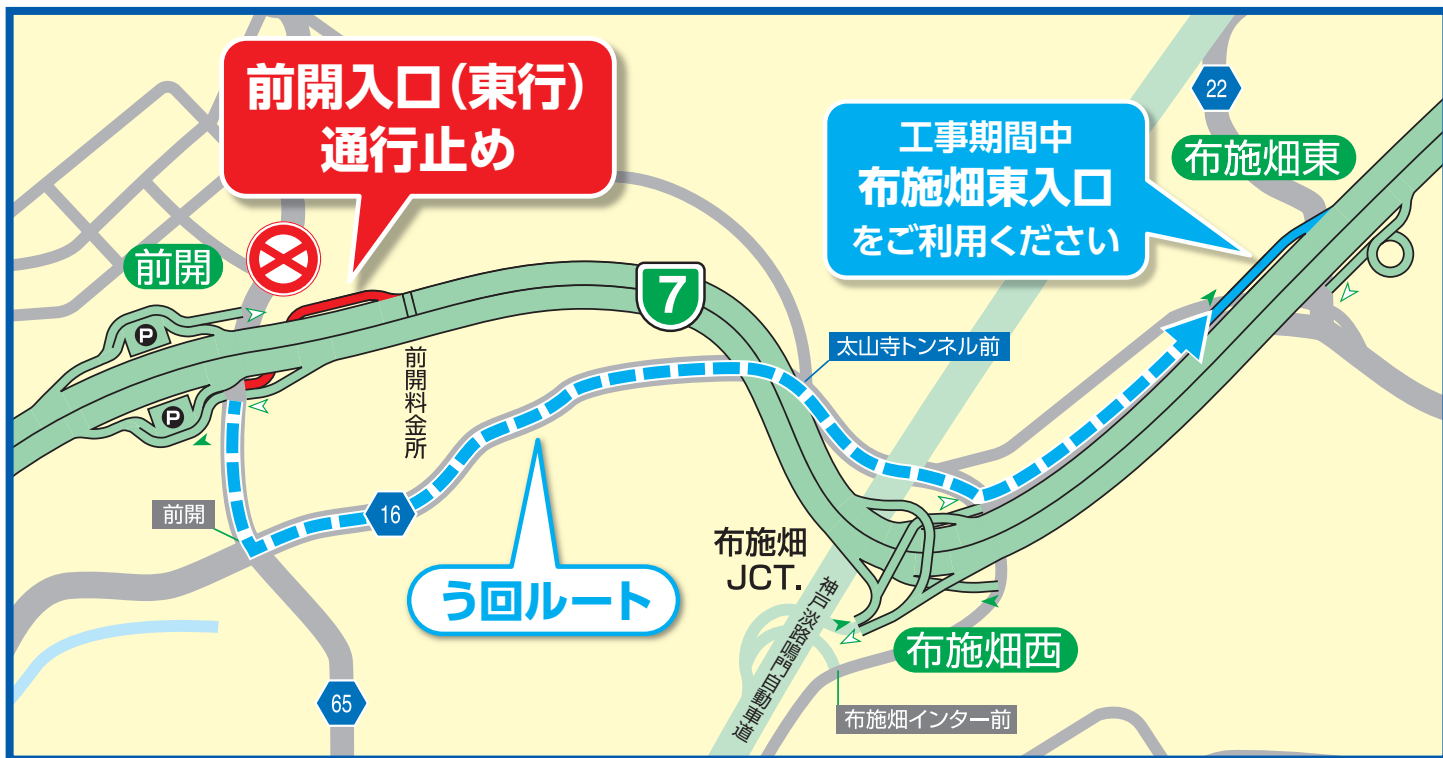 前開入口(東行)
通行止め
工事期間中
布施畑東入口
をご利用ください
22
布施畑東
前開
7
P
P
前開料金所
太山寺トンネル前
前開
16
う回ルート
布施畑
JCT.
神戸淡路鳴門自動車道
布施畑西
65
布施畑インター前